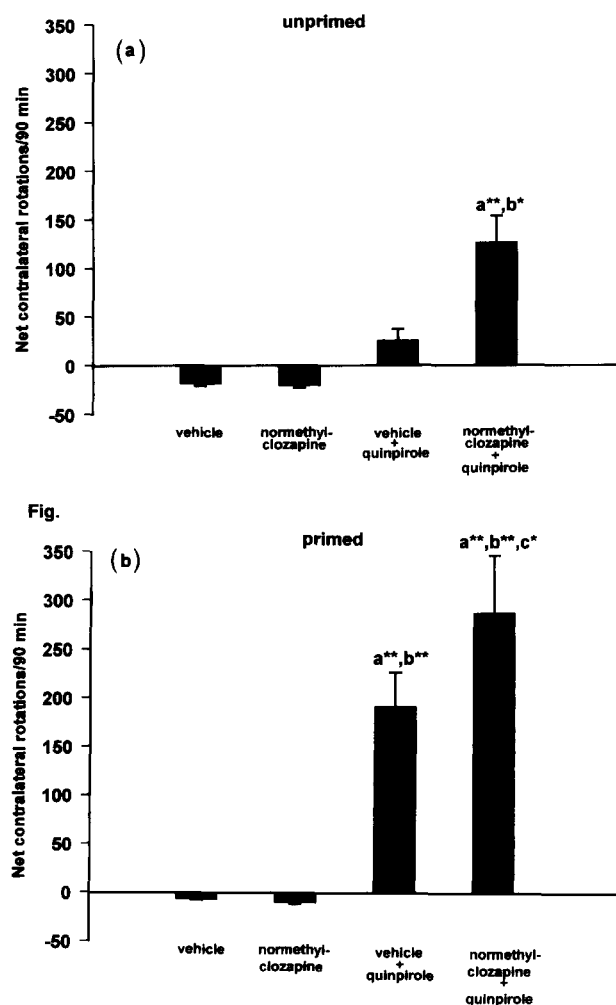 unprimed
(a)
Net contralateral rotations/90 min
350
300
250
200
150
100
50
0
-50
a**,b*
vehicle
normethyl-
clozapine
vehicle
+
quinpirole
normethyl-
clozapine
+
quinpirole
Fig.
primed
(b)
Net contralateral rotations/90 min
350
300
250
200
150
100
50
0
-50
a**,b**
a**,b**,c*
vehicle
normethyl-
clozapine
vehicle
+
quinpirole
normethyl-
clozapine
+
quinpirole